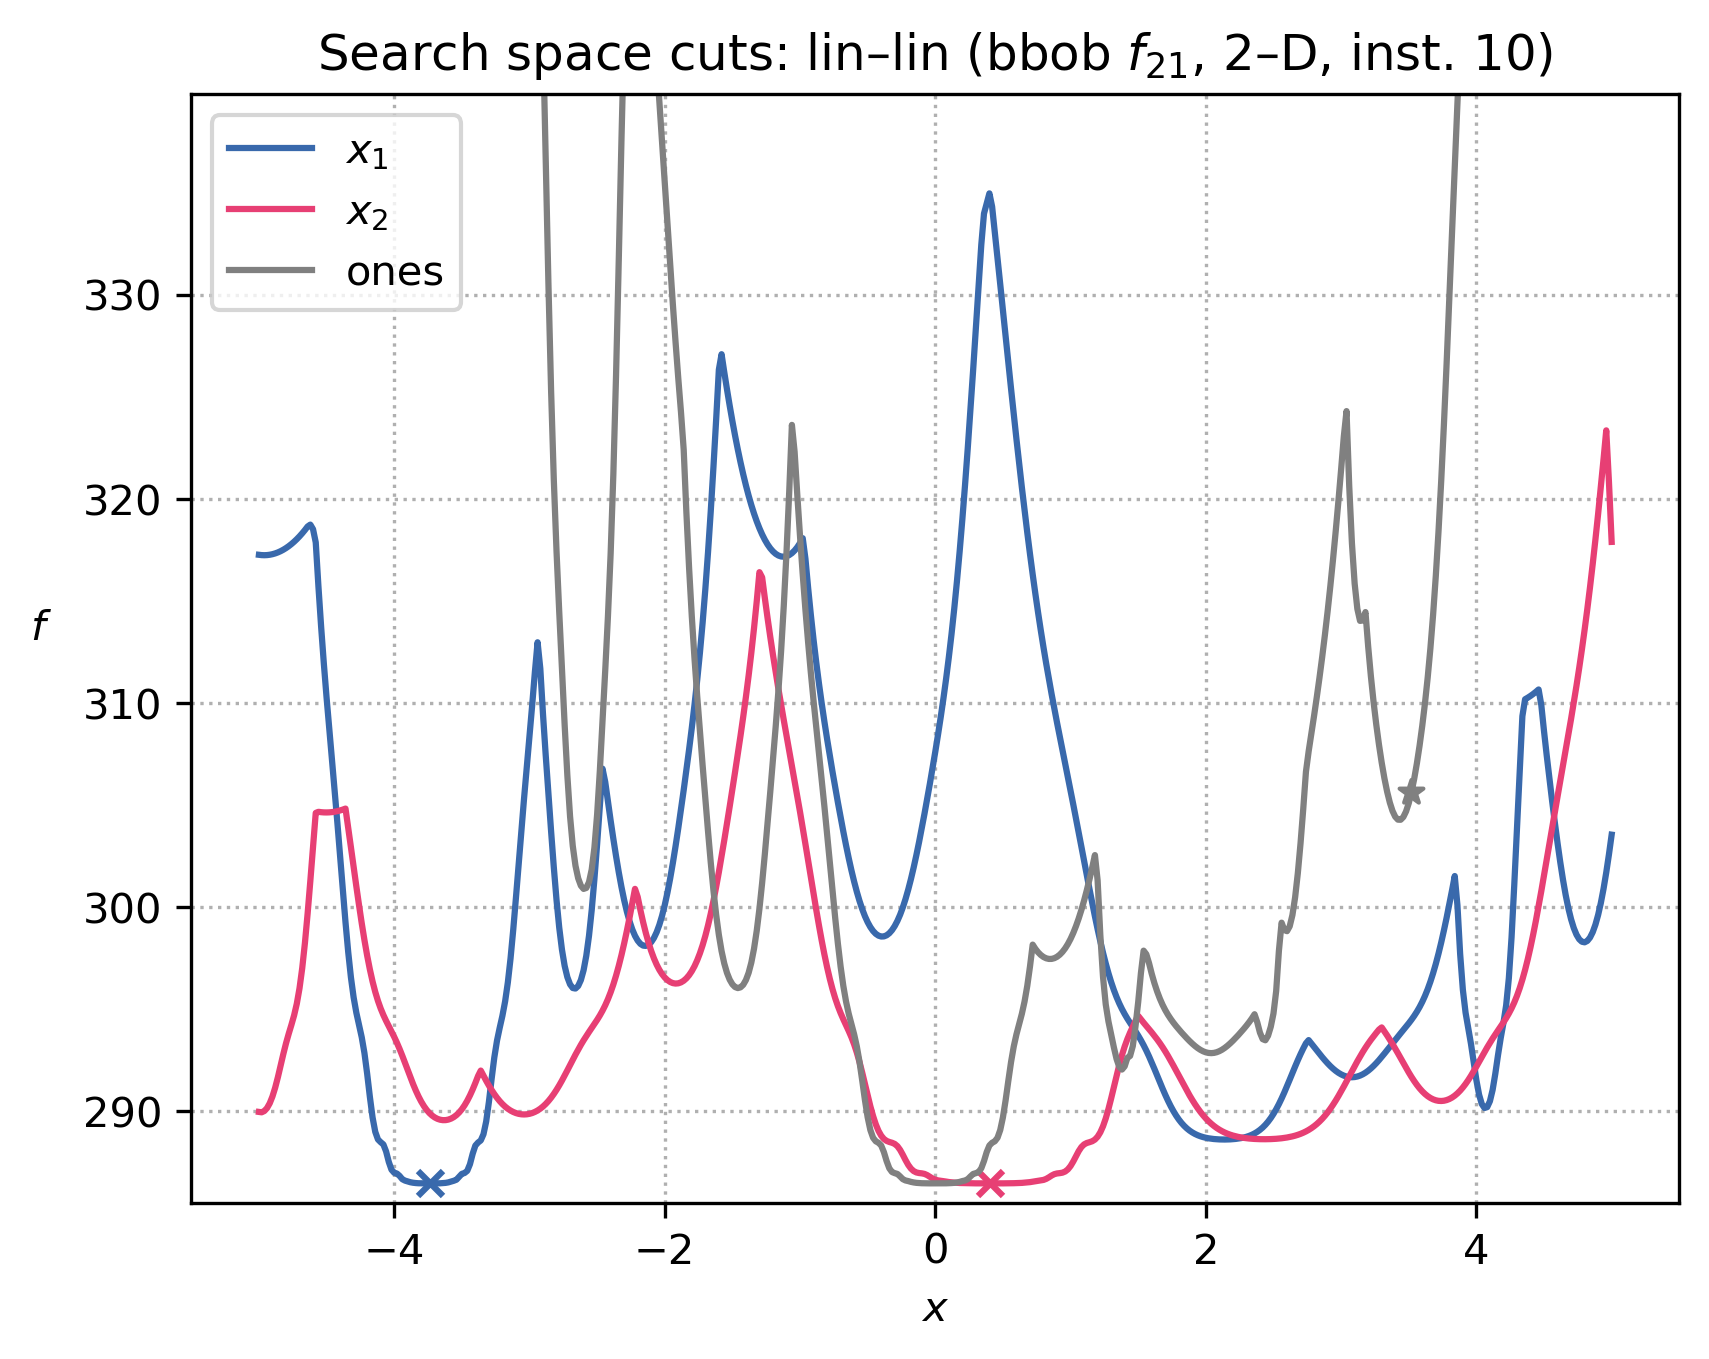 Search space cuts: lin–lin (bbob f₂₁, 2–D, inst. 10)
x₁
x₂
ones
330
320
310
300
290
f
−4
−2
0
2
4
x